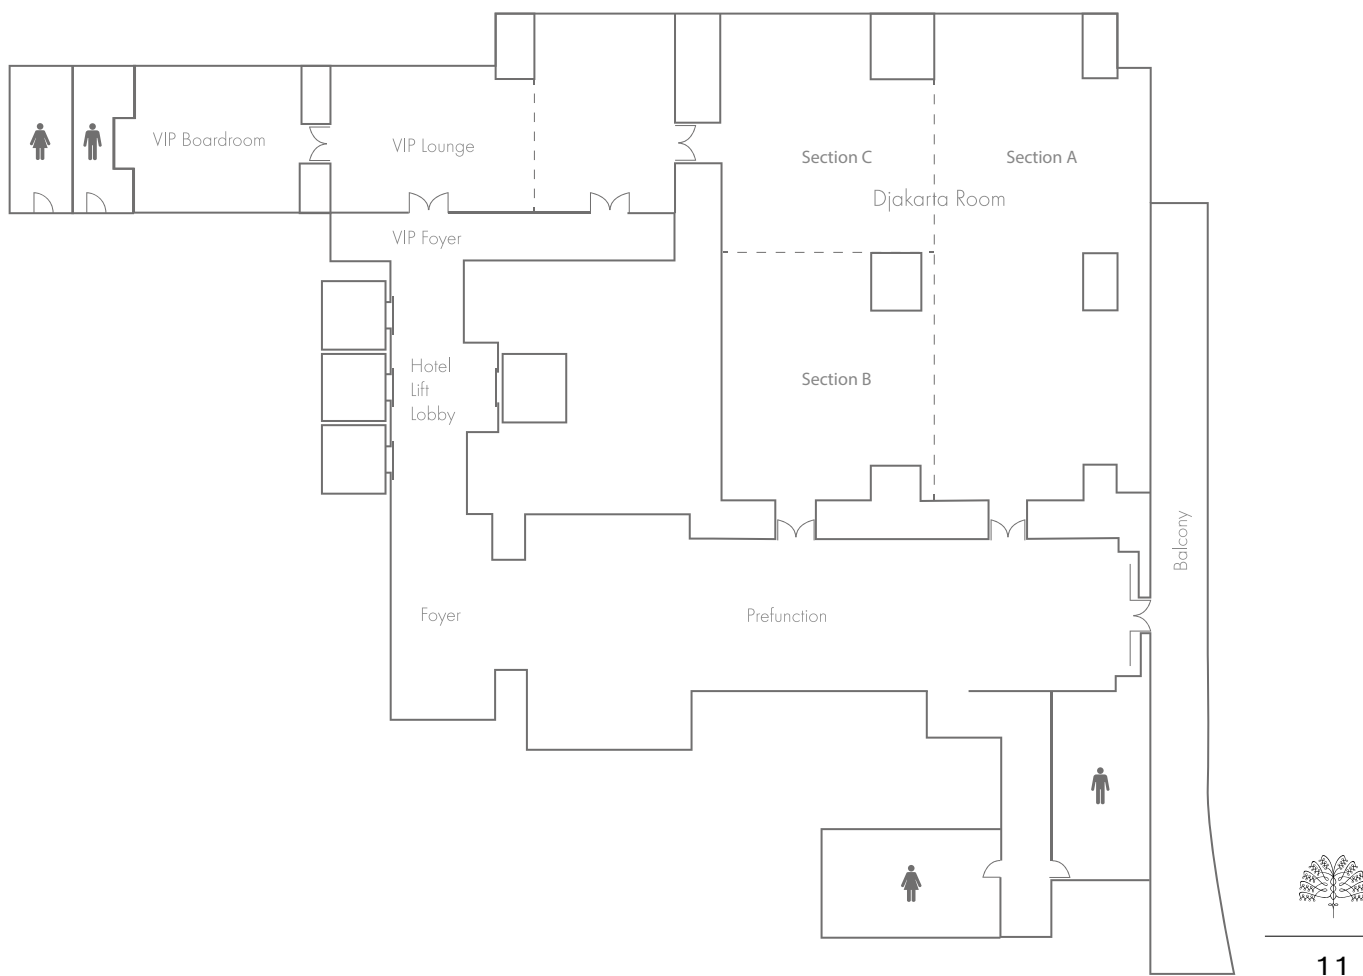 VIP Boardroom
VIP Lounge
Section C
Section A
Djakarta Room
VIP Foyer
Hotel
Lift
Lobby
Section B
Balcony
Foyer
Prefunction
11